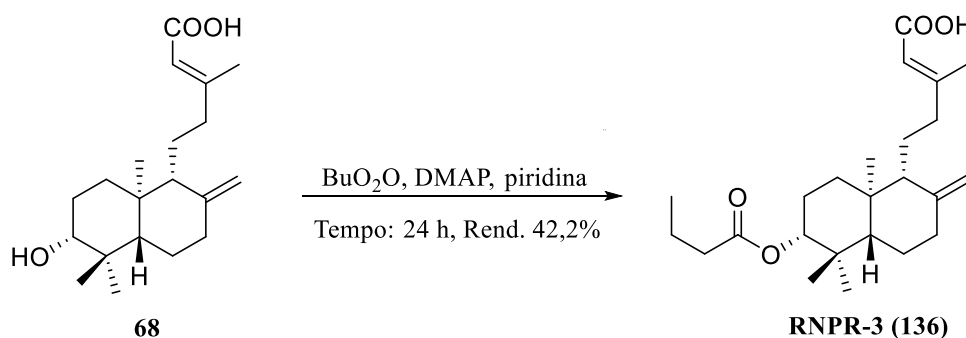 COOH
HO
H
68
BuO₂O, DMAP, piridina
Tempo: 24 h, Rend. 42,2%
COOH
O
O
H
RNPR-3 (136)